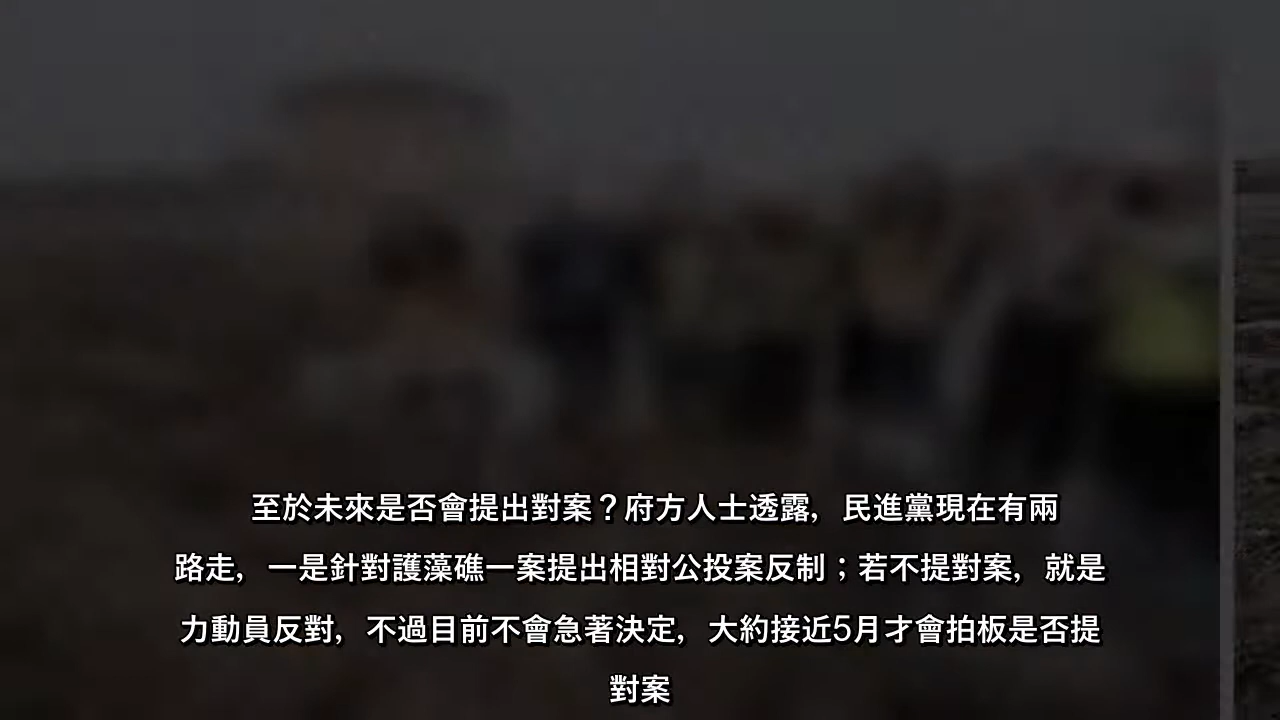 至於未來是否會提出對案？府方人士透露，民進黨現在有兩
路走，一是針對護藻礁一案提出相對公投案反制；若不提對案，就是
力動員反對，不過目前不會急著決定，大約接近5月才會拍板是否提
對案